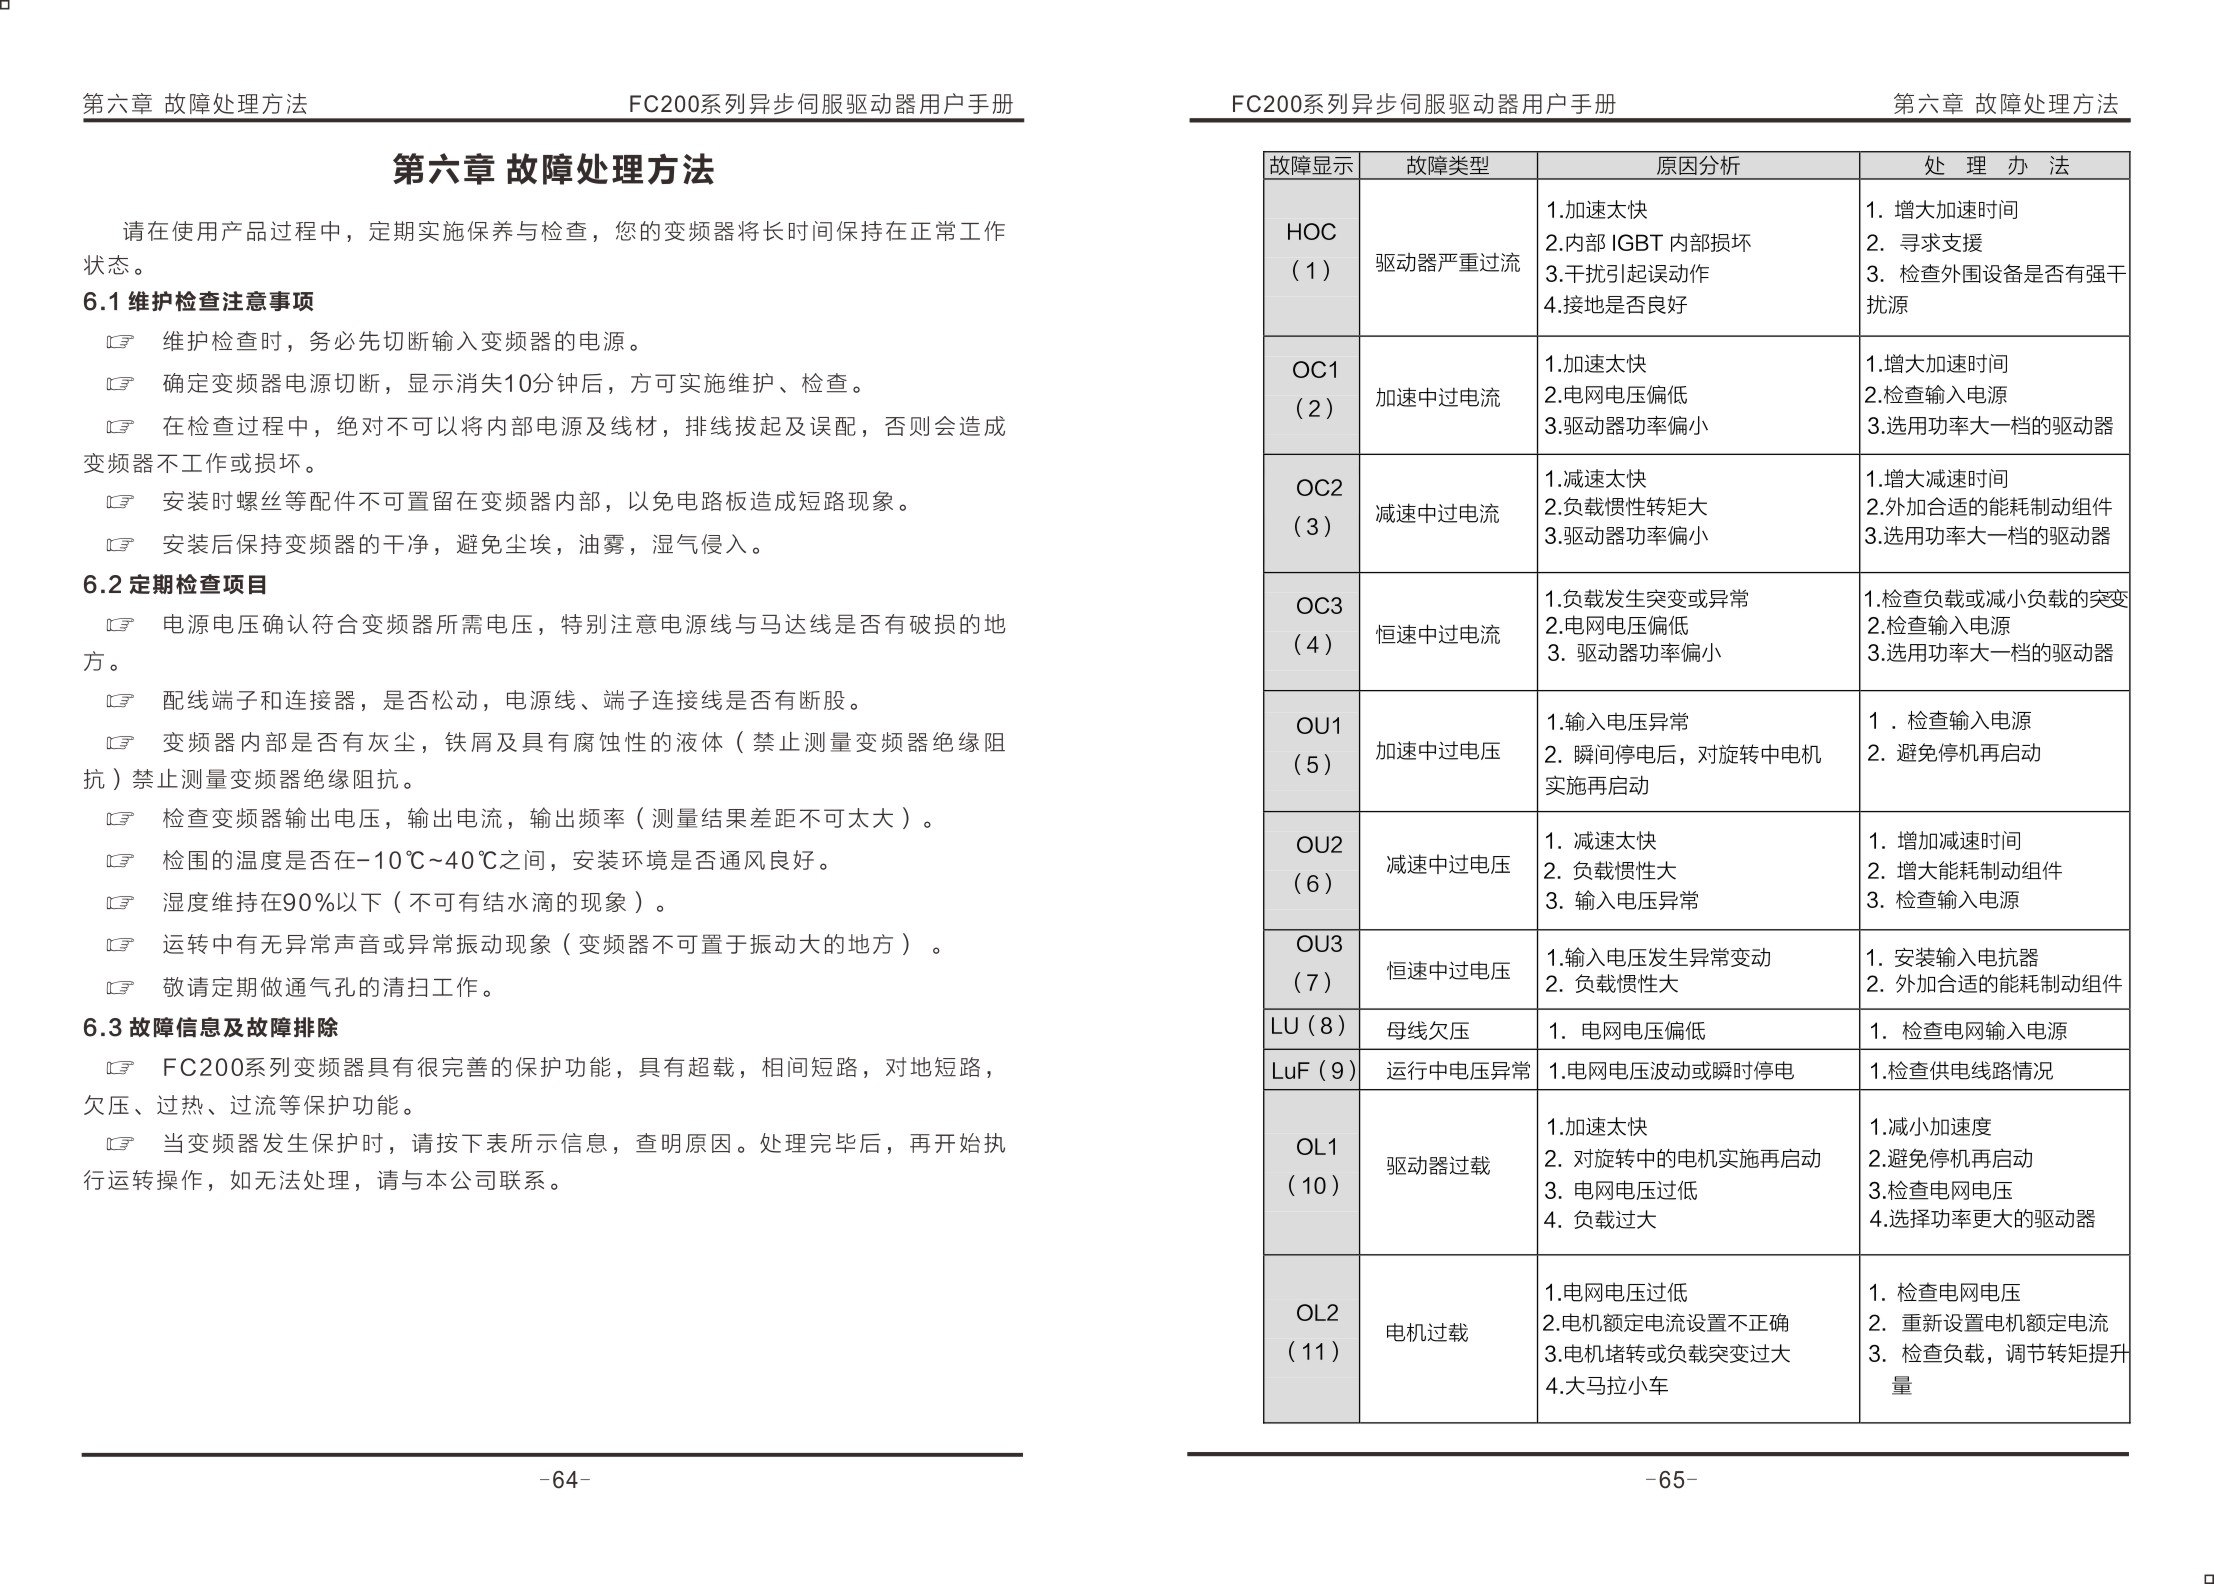 第六章 故障处理方法
FC200系列异步伺服驱动器用户手册
第六章 故障处理方法
请在使用产品过程中，定期实施保养与检查，您的变频器将长时间保持在正常工作
状态。
6.1 维护检查注意事项
☞ 维护检查时，务必先切断输入变频器的电源。
☞ 确定变频器电源切断，显示消失10分钟后，方可实施维护、检查。
☞ 在检查过程中，绝对不可以将内部电源及线材，排线拔起及误配，否则会造成
变频器不工作或损坏。
☞ 安装时螺丝等配件不可置留在变频器内部，以免电路板造成短路现象。
☞ 安装后保持变频器的干净，避免尘埃，油雾，湿气侵入。
6.2 定期检查项目
☞ 电源电压确认符合变频器所需电压，特别注意电源线与马达线是否有破损的地
方。
☞ 配线端子和连接器，是否松动，电源线、端子连接线是否有断股。
☞ 变频器内部是否有灰尘，铁屑及具有腐蚀性的液体（禁止测量变频器绝缘阻
抗）禁止测量变频器绝缘阻抗。
☞ 检查变频器输出电压，输出电流，输出频率（测量结果差距不可太大）。
☞ 检围的温度是否在-10℃~40℃之间，安装环境是否通风良好。
☞ 湿度维持在90%以下（不可有结水滴的现象）。
☞ 运转中有无异常声音或异常振动现象（变频器不可置于振动大的地方） 。
☞ 敬请定期做通气孔的清扫工作。
6.3 故障信息及故障排除
☞ FC200系列变频器具有很完善的保护功能，具有超载，相间短路，对地短路，
欠压、过热、过流等保护功能。
☞ 当变频器发生保护时，请按下表所示信息，查明原因。处理完毕后，再开始执
行运转操作，如无法处理，请与本公司联系。
-64-
FC200系列异步伺服驱动器用户手册
第六章 故障处理方法
故障显示 故障类型 原因分析 处 理 办 法
HOC
（1）
驱动器严重过流
1.加速太快
2.内部 IGBT 内部损坏
3.干扰引起误动作
4.接地是否良好
1. 增大加速时间
2. 寻求支援
3. 检查外围设备是否有强干
扰源
OC1
（2）
加速中过电流
1.加速太快
2.电网电压偏低
3.驱动器功率偏小
1.增大加速时间
2.检查输入电源
3.选用功率大一档的驱动器
OC2
（3）
减速中过电流
1.减速太快
2.负载惯性转矩大
3.驱动器功率偏小
1.增大减速时间
2.外加合适的能耗制动组件
3.选用功率大一档的驱动器
OC3
（4）
恒速中过电流
1.负载发生突变或异常
2.电网电压偏低
3. 驱动器功率偏小
1.检查负载或减小负载的突变
2.检查输入电源
3.选用功率大一档的驱动器
OU1
（5）
加速中过电压
1.输入电压异常
2. 瞬间停电后，对旋转中电机
实施再启动
1 . 检查输入电源
2. 避免停机再启动
OU2
（6）
减速中过电压
1. 减速太快
2. 负载惯性大
3. 输入电压异常
1. 增加减速时间
2. 增大能耗制动组件
3. 检查输入电源
OU3
（7）
恒速中过电压
1.输入电压发生异常变动
2. 负载惯性大
1. 安装输入电抗器
2. 外加合适的能耗制动组件
LU（8） 母线欠压 1. 电网电压偏低 1. 检查电网输入电源
LuF（9） 运行中电压异常 1.电网电压波动或瞬时停电 1.检查供电线路情况
OL1
（10）
驱动器过载
1.加速太快
2. 对旋转中的电机实施再启动
3. 电网电压过低
4. 负载过大
1.减小加速度
2.避免停机再启动
3.检查电网电压
4.选择功率更大的驱动器
OL2
（11）
电机过载
1.电网电压过低
2.电机额定电流设置不正确
3.电机堵转或负载突变过大
4.大马拉小车
1. 检查电网电压
2. 重新设置电机额定电流
3. 检查负载，调节转矩提升
量
-65-